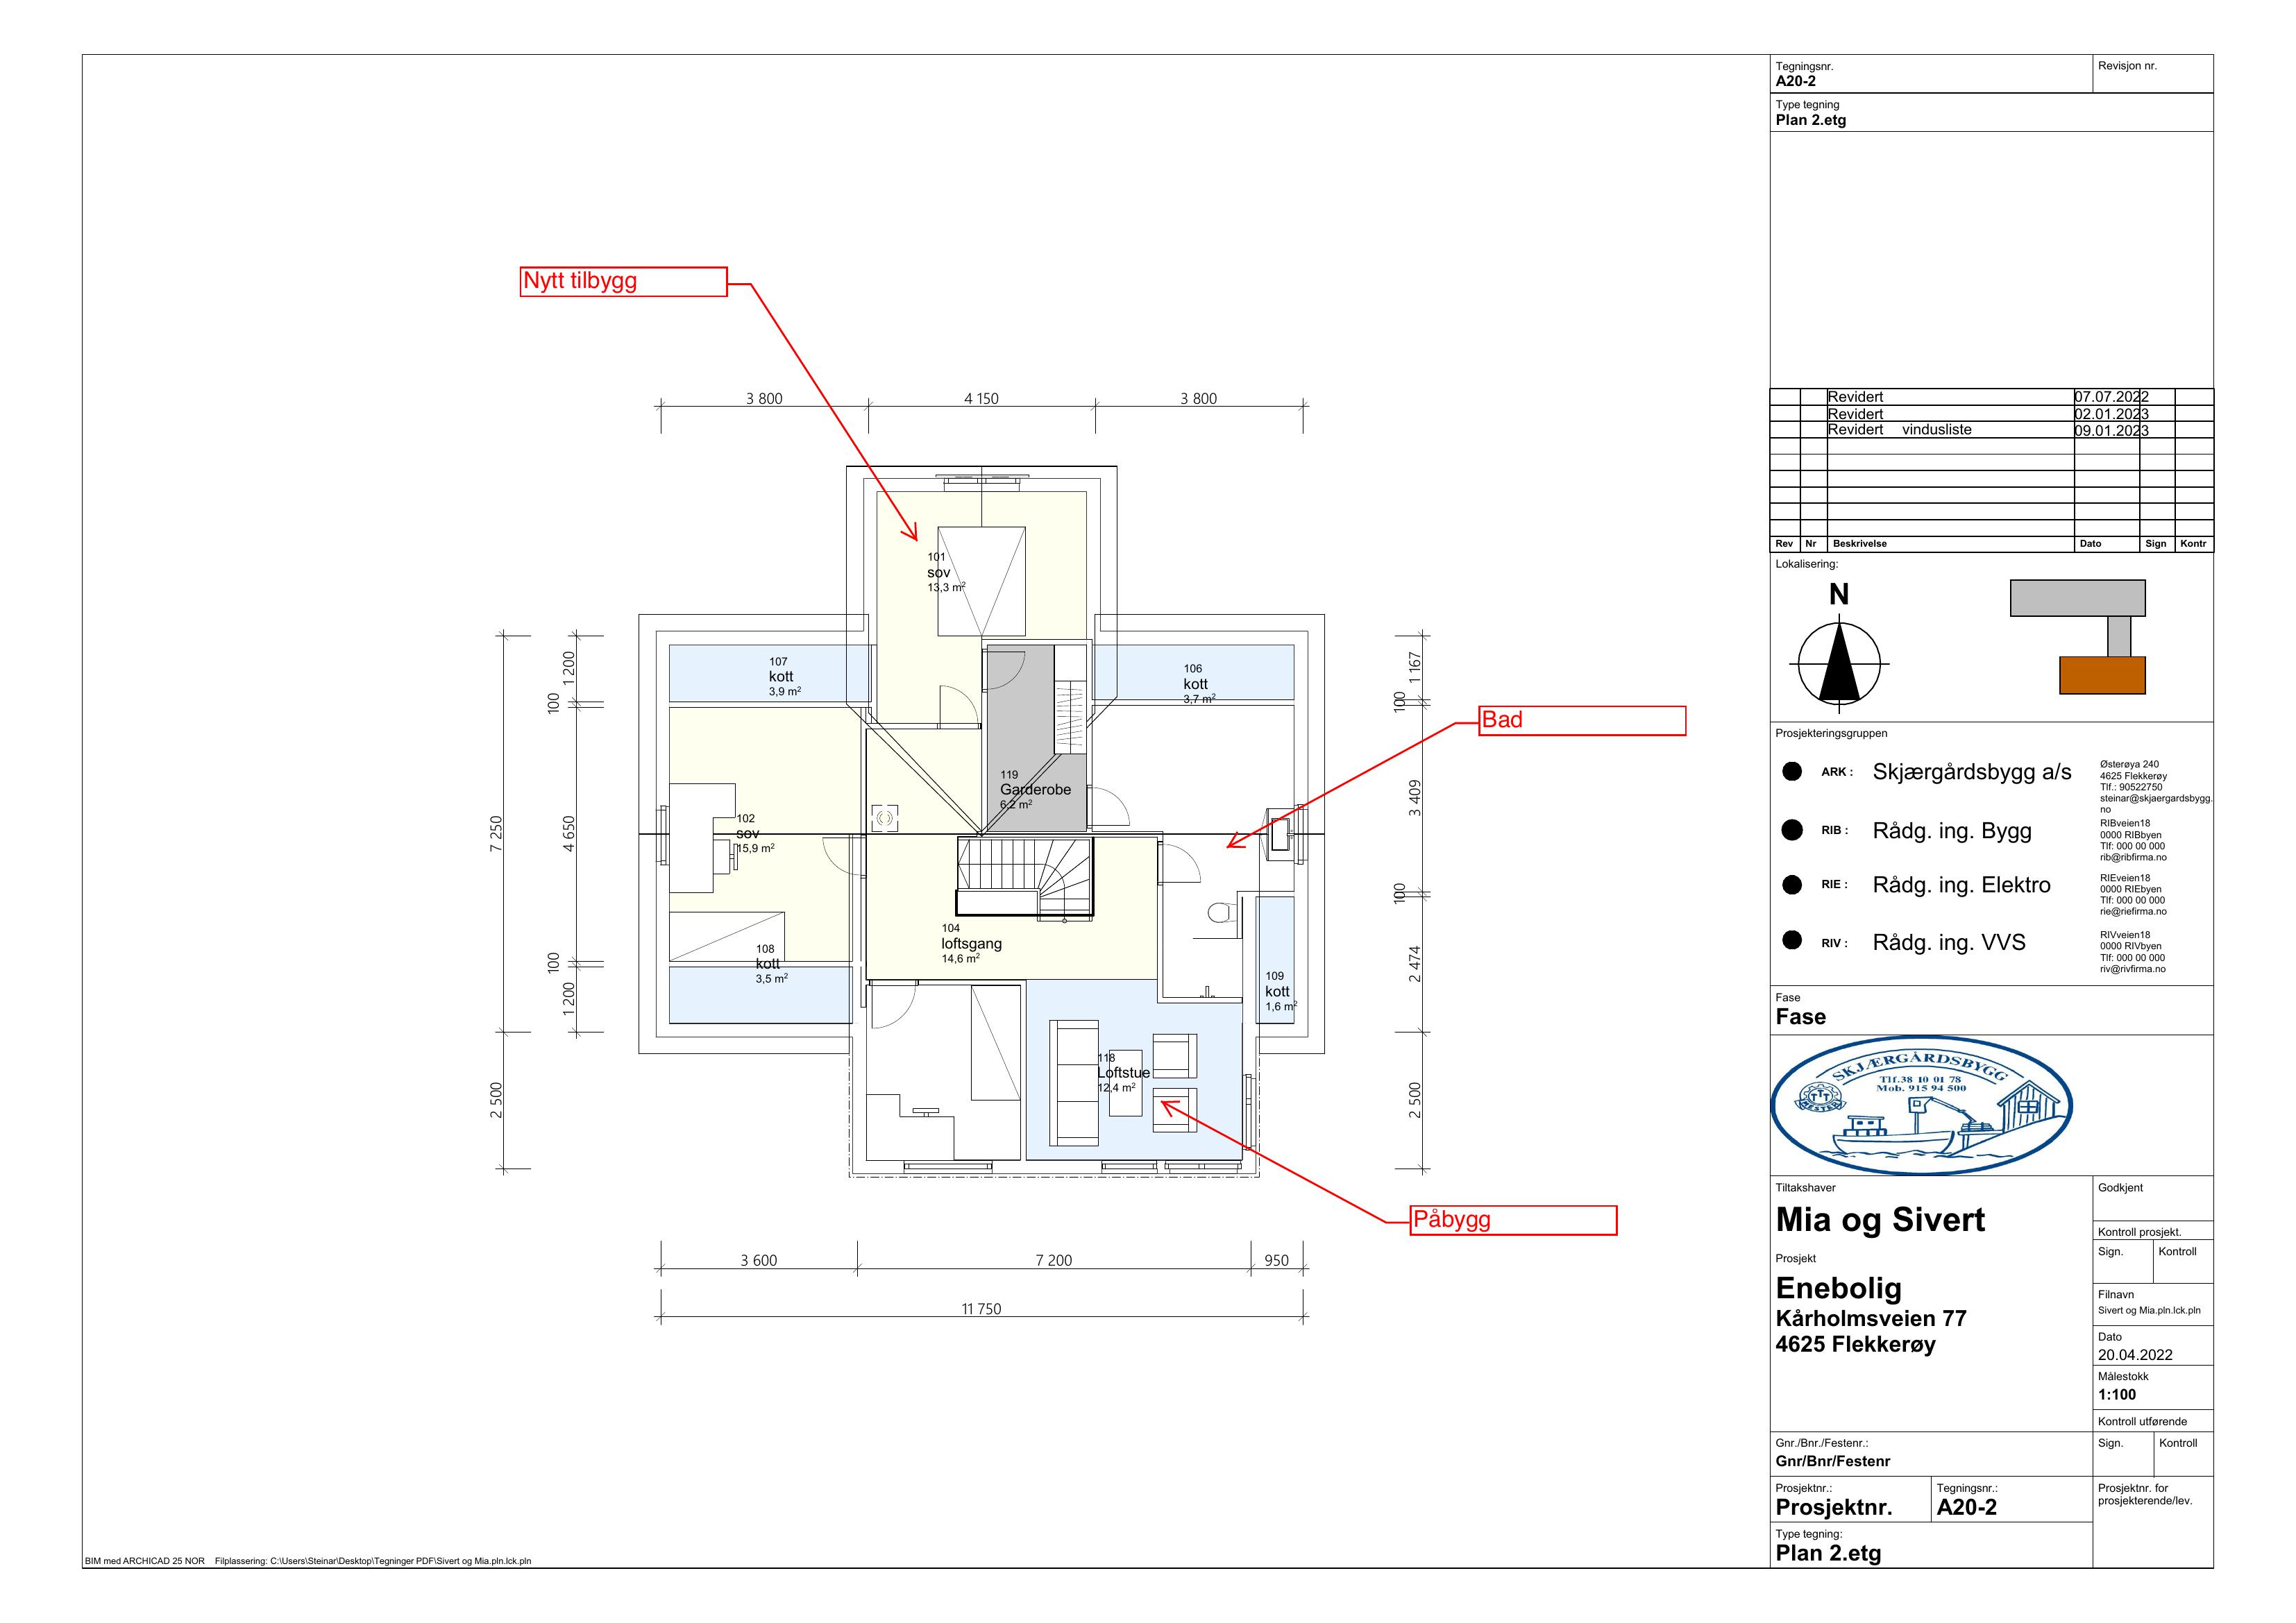 Tegningsnr.
A20-2
Revisjon nr.
Type tegning
Plan 2.etg
Nytt tilbygg
3 800
4 150
3 800
Revidert 07.07.2022
Revidert 02.01.2023
Revidert vindusliste 09.01.2023
Rev Nr Beskrivelse Dato Sign Kontr
Lokalisering:
N
101
sov
13,3 m²
107
kott
3,9 m²
106
kott
3,7 m²
1 200
100
7 250
4 650
100
1 200
2 500
1 167
100
3 409
100
2 474
2 500
Bad
119
Garderobe
6,2 m²
102
sov
15,9 m²
104
loftsgang
14,6 m²
108
kott
3,5 m²
109
kott
1,6 m²
118
Loftstue
12,4 m²
Påbygg
3 600
7 200
950
11 750
Prosjekteringsgruppen
ARK : Skjærgårdsbygg a/s
Østerøya 240
4625 Flekkerøy
Tlf.: 90522750
steinar@skjaergardsbygg.
no
RIB : Rådg. ing. Bygg
RIBveien18
0000 RIBbyen
Tlf: 000 00 000
rib@ribfirma.no
RIE : Rådg. ing. Elektro
RIEveien18
0000 RIEbyen
Tlf: 000 00 000
rie@riefirma.no
RIV : Rådg. ing. VVS
RIVveien18
0000 RIVbyen
Tlf: 000 00 000
riv@rivfirma.no
Fase
Fase
SKJÆRGÅRDSBYGG
Tlf.38 10 01 78
Mob. 915 94 500
MESTER
Tiltakshaver
Mia og Sivert
Godkjent
Kontroll prosjekt.
Sign. Kontroll
Prosjekt
Enebolig
Kårholmsveien 77
4625 Flekkerøy
Filnavn
Sivert og Mia.pln.lck.pln
Dato
20.04.2022
Målestokk
1:100
Kontroll utførende
Sign. Kontroll
Gnr./Bnr./Festenr.:
Gnr/Bnr/Festenr
Prosjektnr.:
Prosjektnr.
Tegningsnr.:
A20-2
Prosjektnr. for
prosjekterende/lev.
Type tegning:
Plan 2.etg
BIM med ARCHICAD 25 NOR Filplassering: C:\Users\Steinar\Desktop\Tegninger PDF\Sivert og Mia.pln.lck.pln